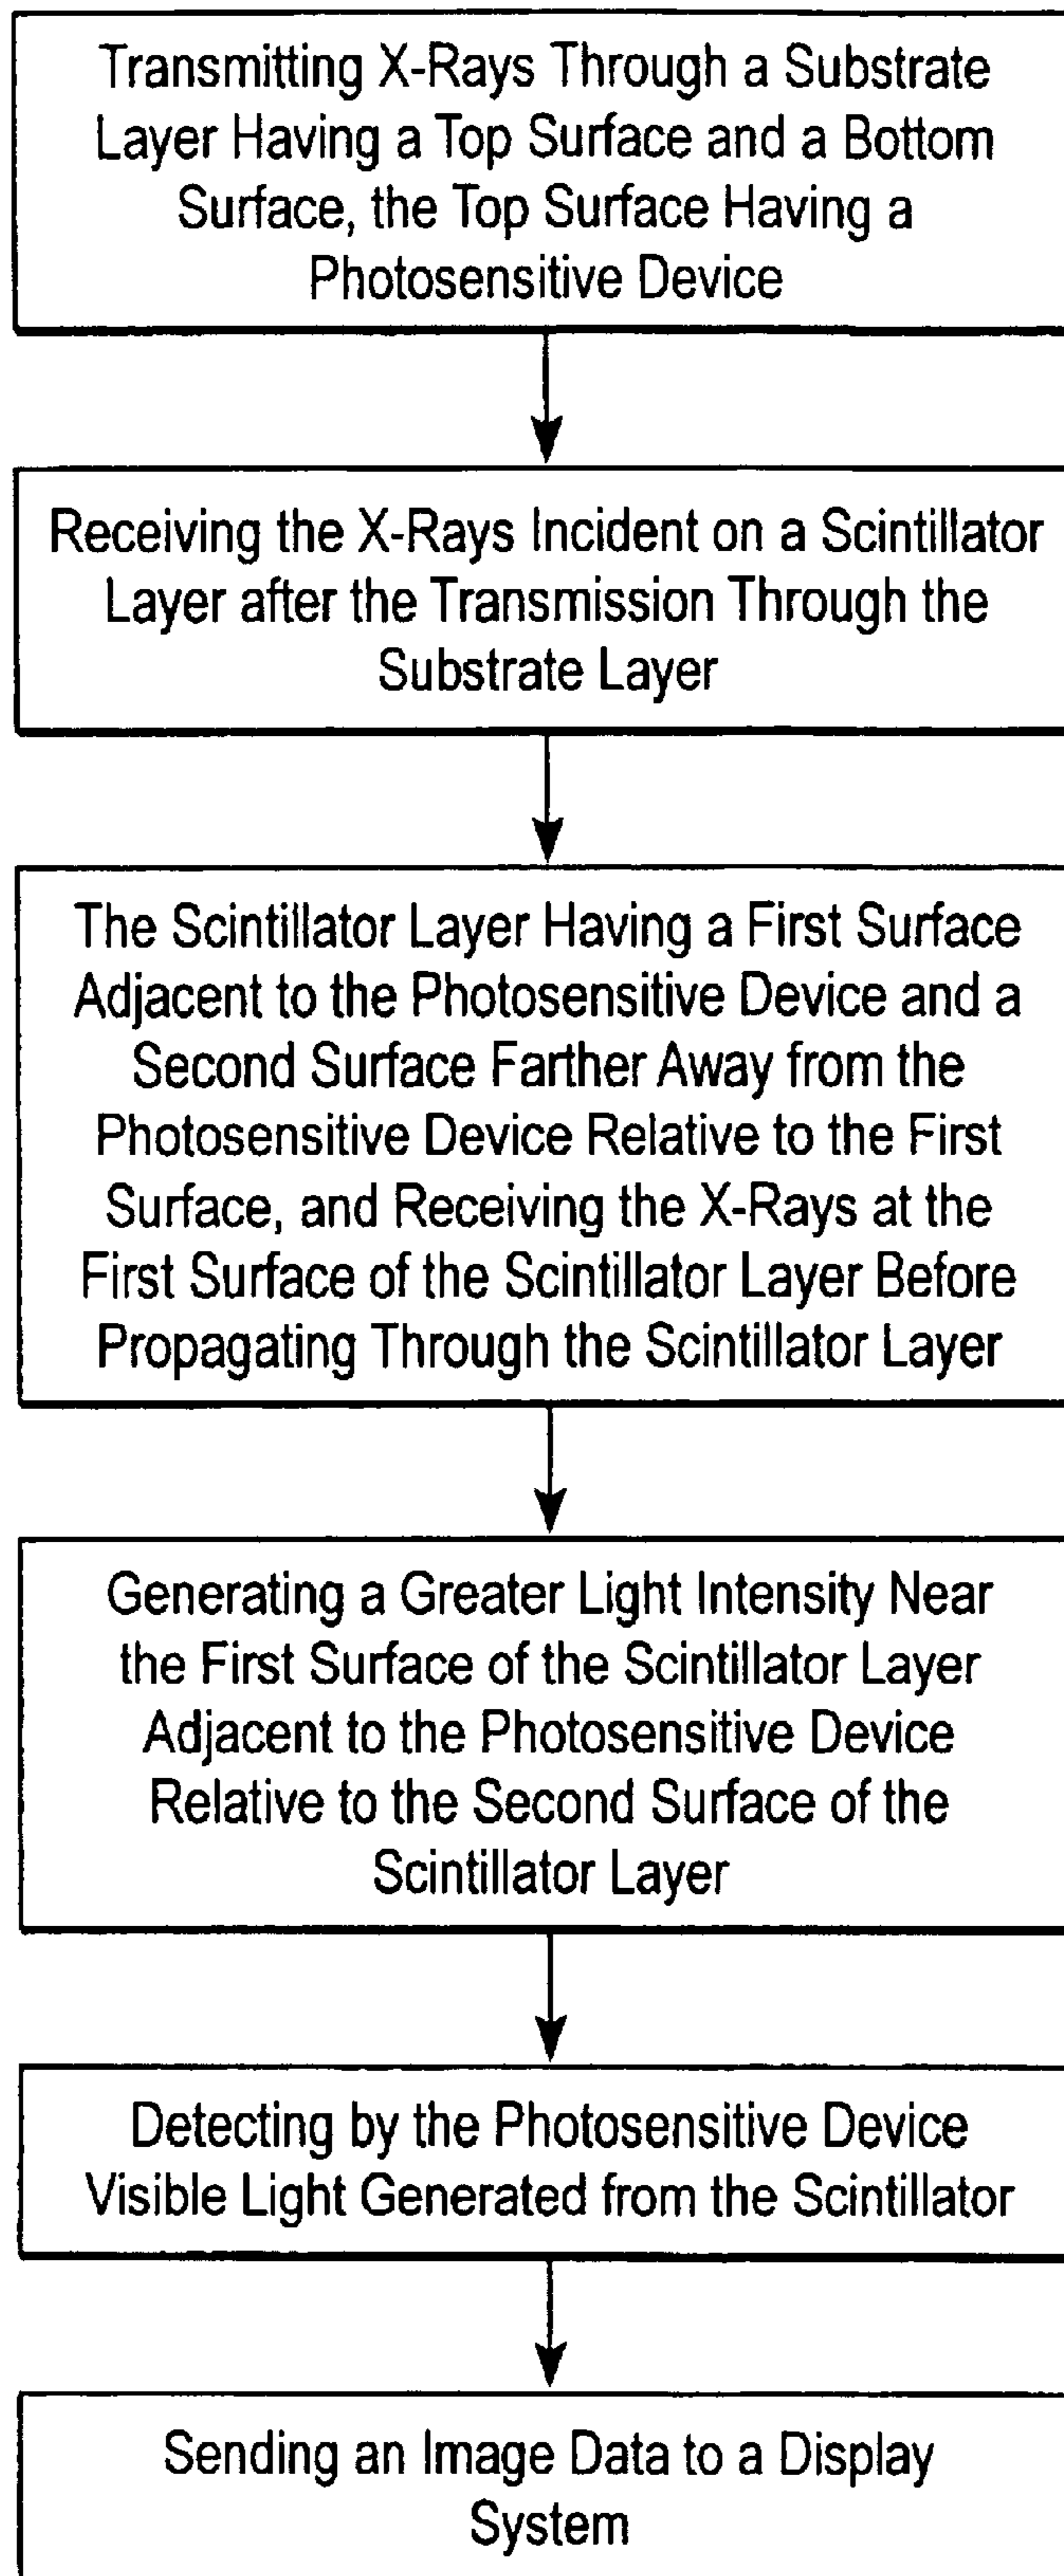 Transmitting X-Rays Through a Substrate
Layer Having a Top Surface and a Bottom
Surface, the Top Surface Having a
Photosensitive Device
Receiving the X-Rays Incident on a Scintillator
Layer after the Transmission Through the
Substrate Layer
The Scintillator Layer Having a First Surface
Adjacent to the Photosensitive Device and a
Second Surface Farther Away from the
Photosensitive Device Relative to the First
Surface, and Receiving the X-Rays at the
First Surface of the Scintillator Layer Before
Propagating Through the Scintillator Layer
Generating a Greater Light Intensity Near
the First Surface of the Scintillator Layer
Adjacent to the Photosensitive Device
Relative to the Second Surface of the
Scintillator Layer
Detecting by the Photosensitive Device
Visible Light Generated from the Scintillator
Sending an Image Data to a Display
System